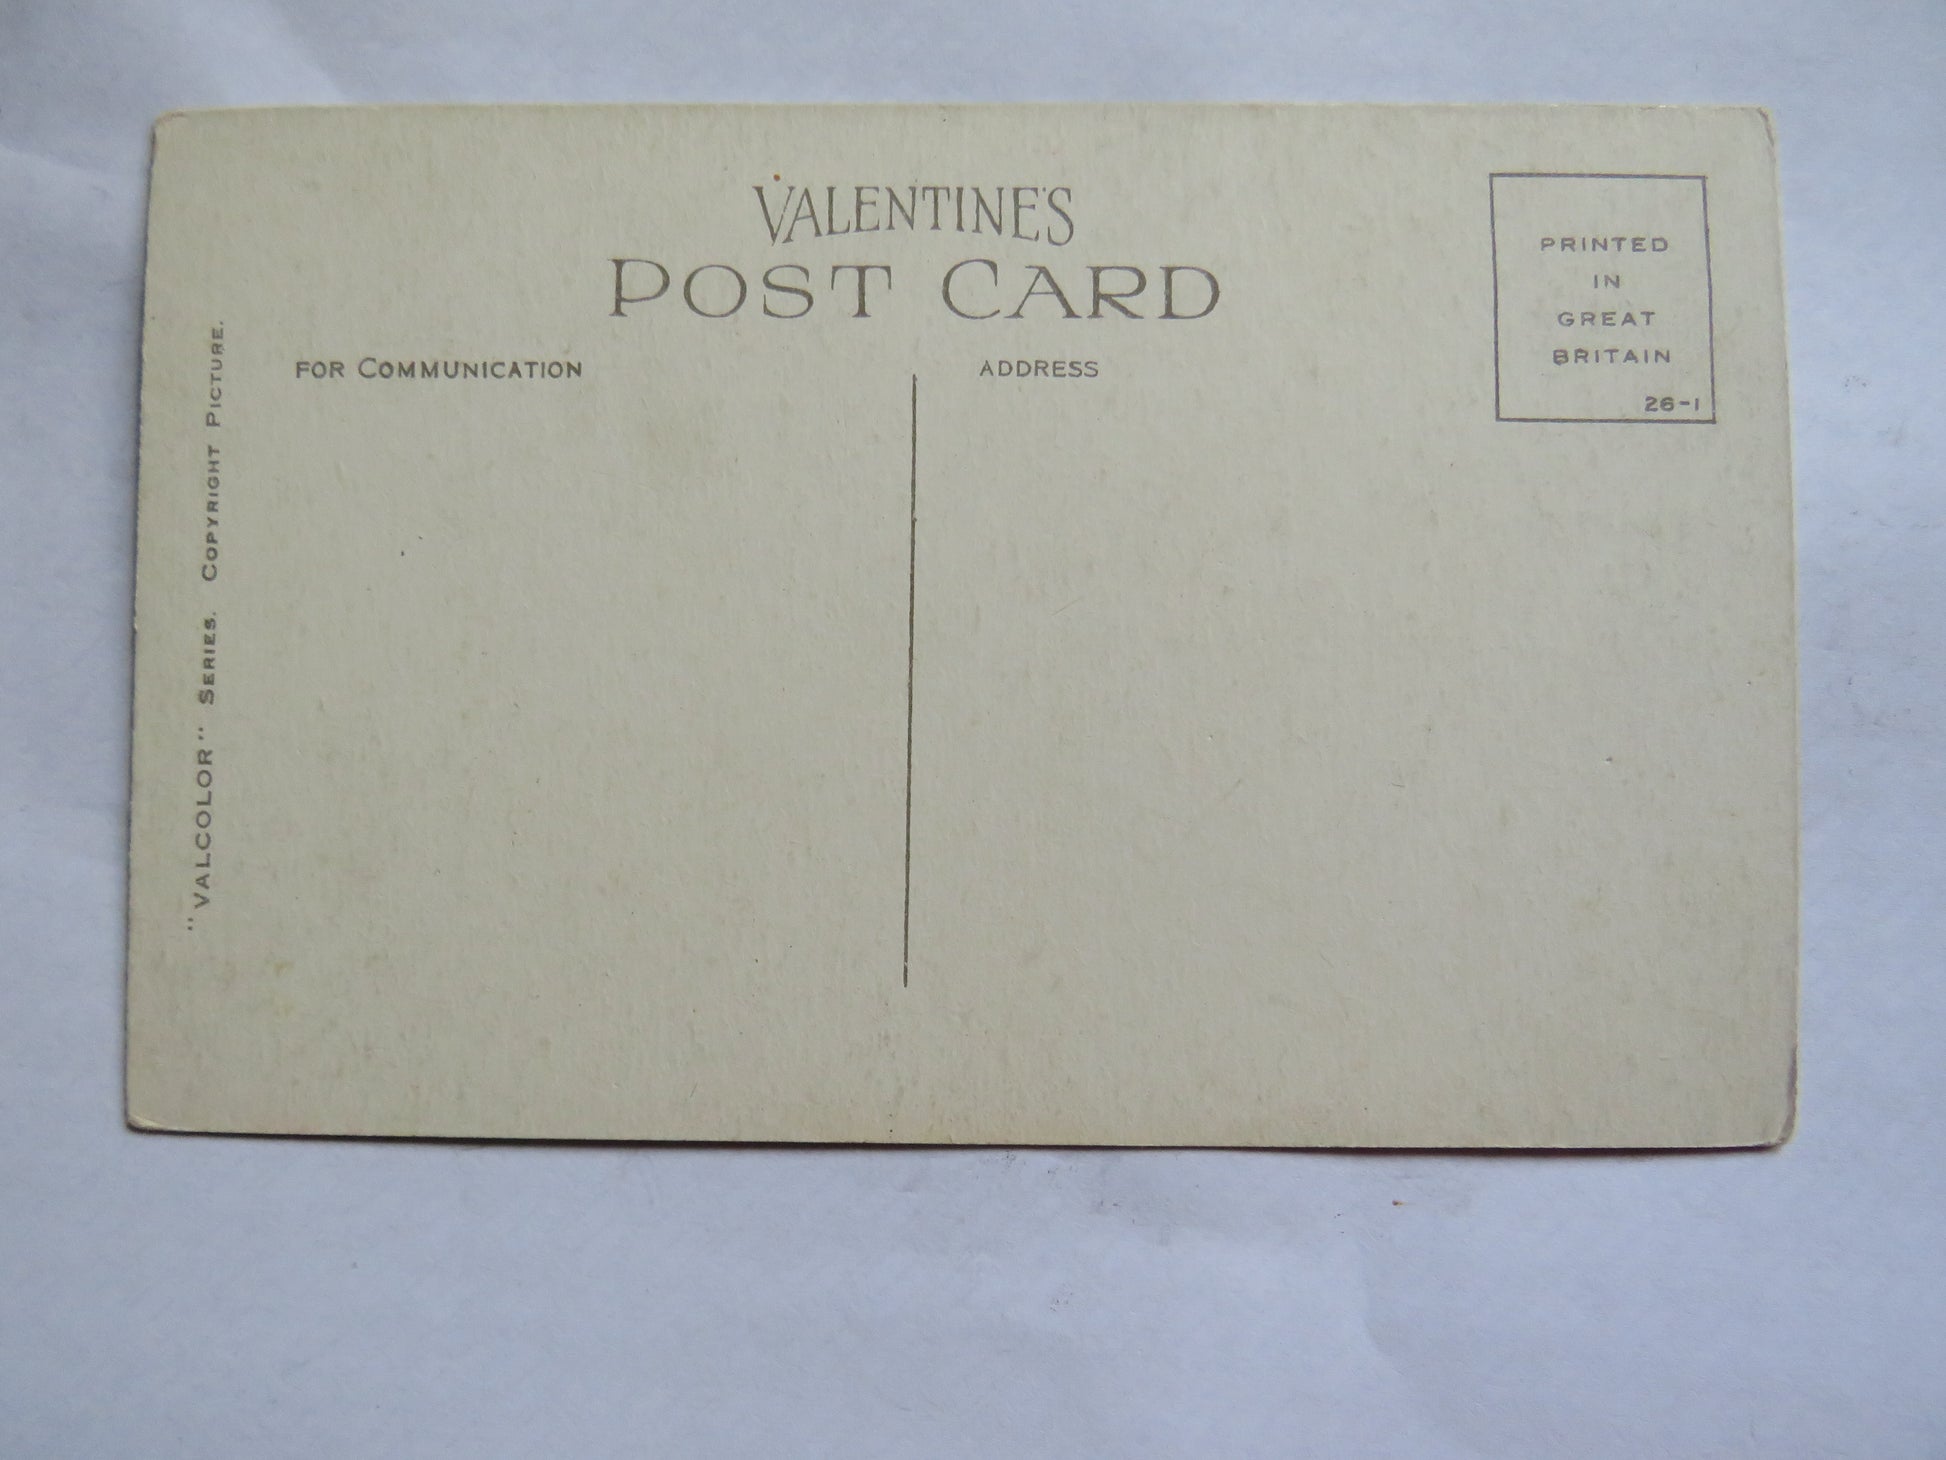 VALENTINE'S
POST CARD
FOR COMMUNICATION
ADDRESS
PRINTED
IN
GREAT
BRITAIN
26-1
"VALCOLOR" SERIES. COPYRIGHT PICTURE.